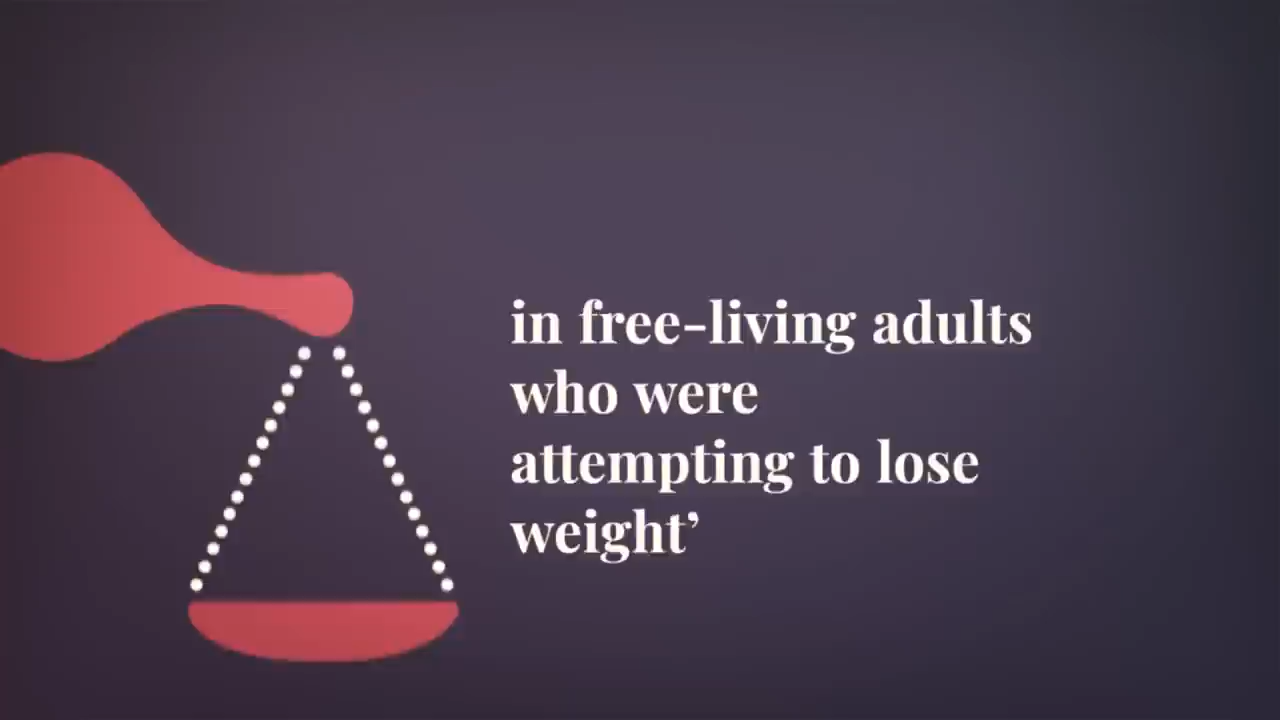 in free-living adults
who were
attempting to lose
weight’